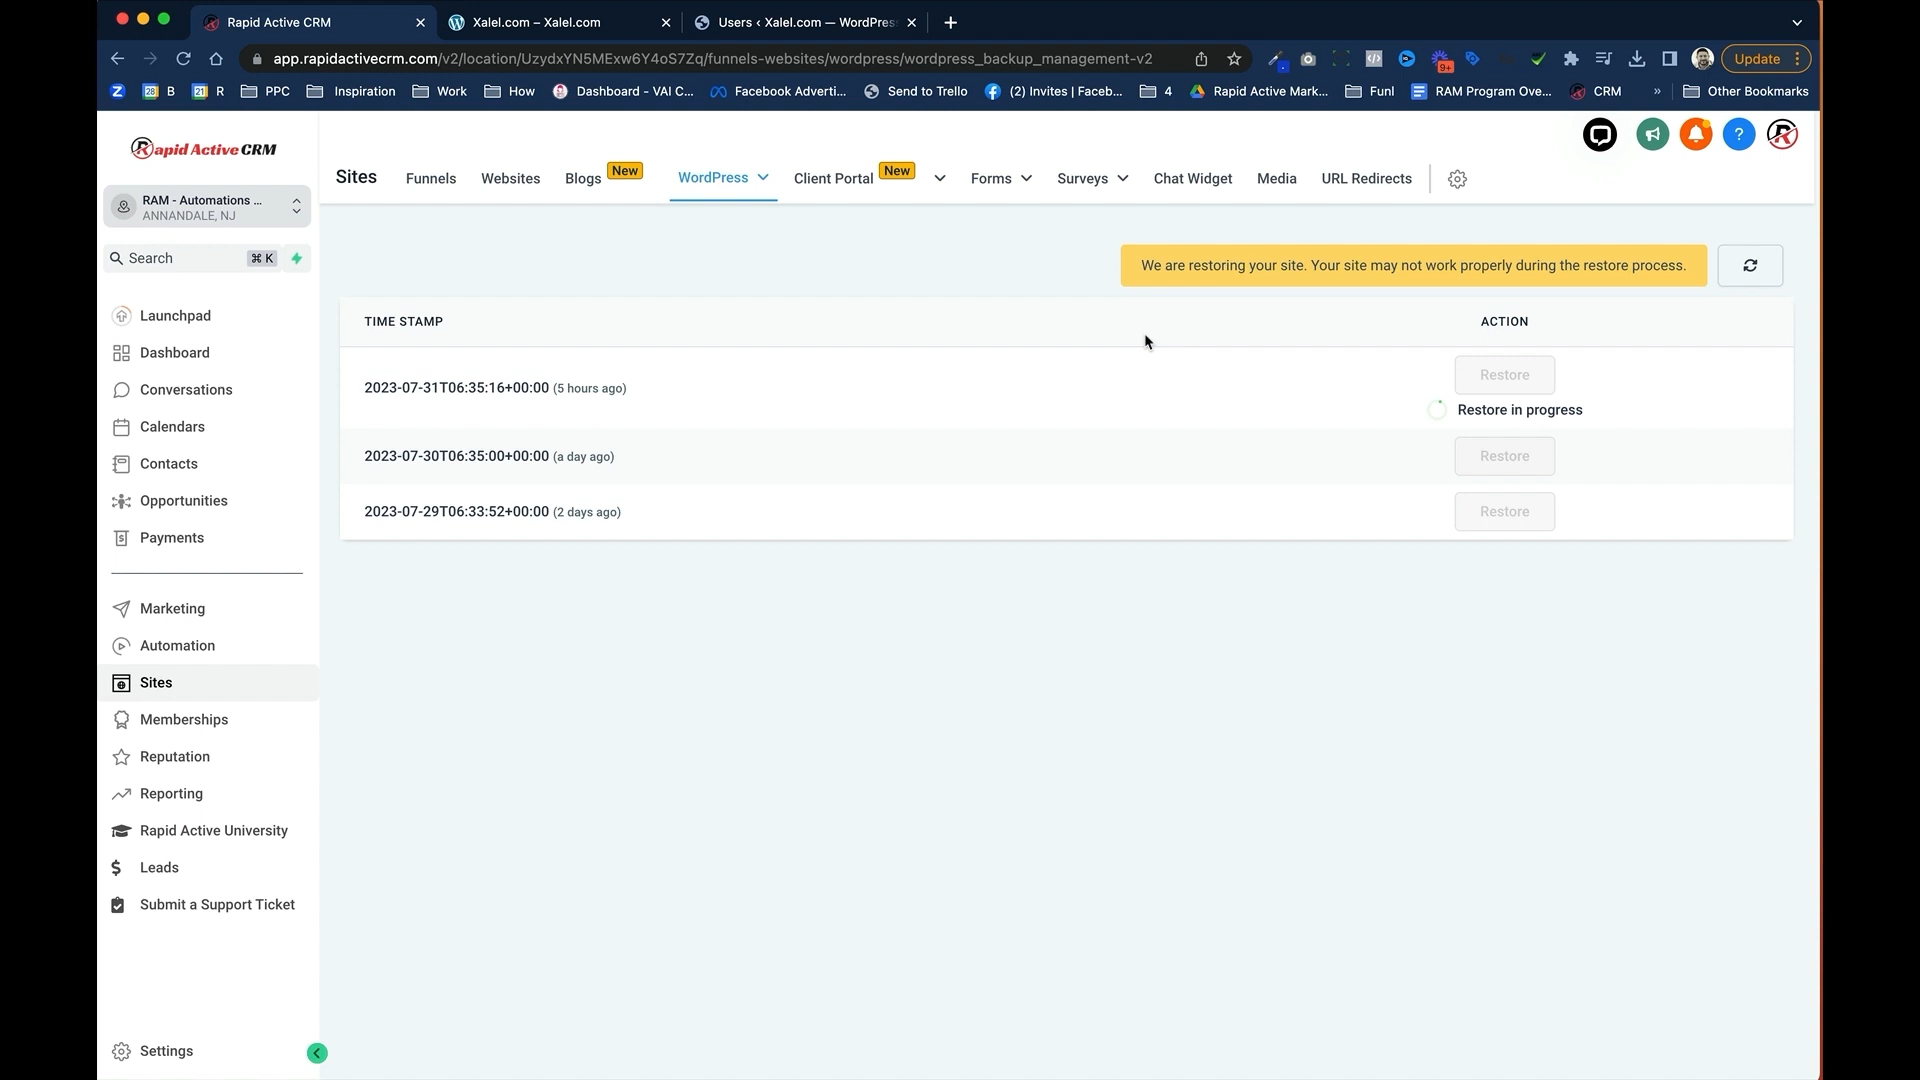 Rapid Active CRM
Xalel.com – Xalel.com
Users ‹ Xalel.com — WordPres
app.rapidactivecrm.com/v2/location/UzydxYN5MExw6Y4oS7Zq/funnels-websites/wordpress/wordpress_backup_management-v2
9+
Update
Z
28 B
21 R
PPC
Inspiration
Work
How
Dashboard - VAI C...
Facebook Adverti...
Send to Trello
(2) Invites | Faceb...
4
Rapid Active Mark...
Funl
RAM Program Ove...
CRM
»
Other Bookmarks
Rapid Active CRM
RAM - Automations ...
ANNANDALE, NJ
Search
⌘ K
Launchpad
Dashboard
Conversations
Calendars
Contacts
Opportunities
Payments
Marketing
Automation
Sites
Memberships
Reputation
Reporting
Rapid Active University
Leads
Submit a Support Ticket
Settings
Sites
Funnels
Websites
Blogs
New
WordPress
Client Portal
New
Forms
Surveys
Chat Widget
Media
URL Redirects
We are restoring your site. Your site may not work properly during the restore process.
TIME STAMP
ACTION
2023-07-31T06:35:16+00:00 (5 hours ago)
Restore
Restore in progress
2023-07-30T06:35:00+00:00 (a day ago)
Restore
2023-07-29T06:33:52+00:00 (2 days ago)
Restore